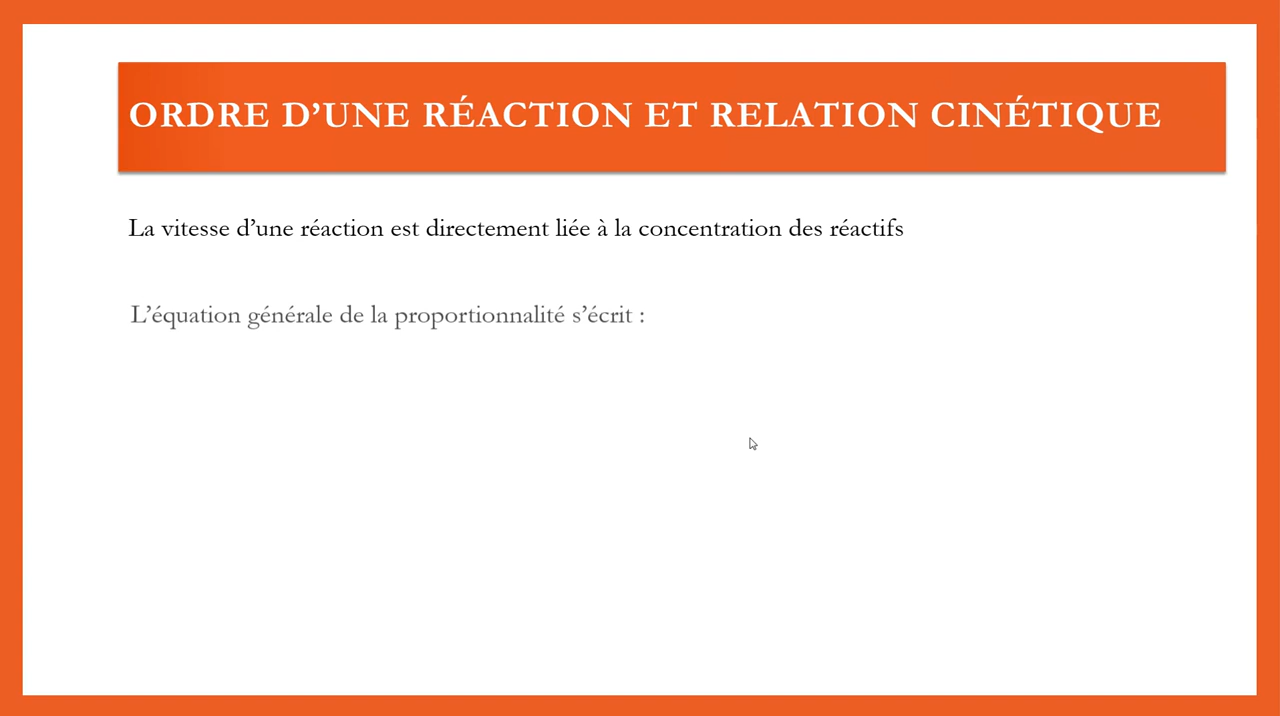 ORDRE D’UNE RÉACTION ET RELATION CINÉTIQUE
La vitesse d’une réaction est directement liée à la concentration des réactifs
L’équation générale de la proportionnalité s’écrit :